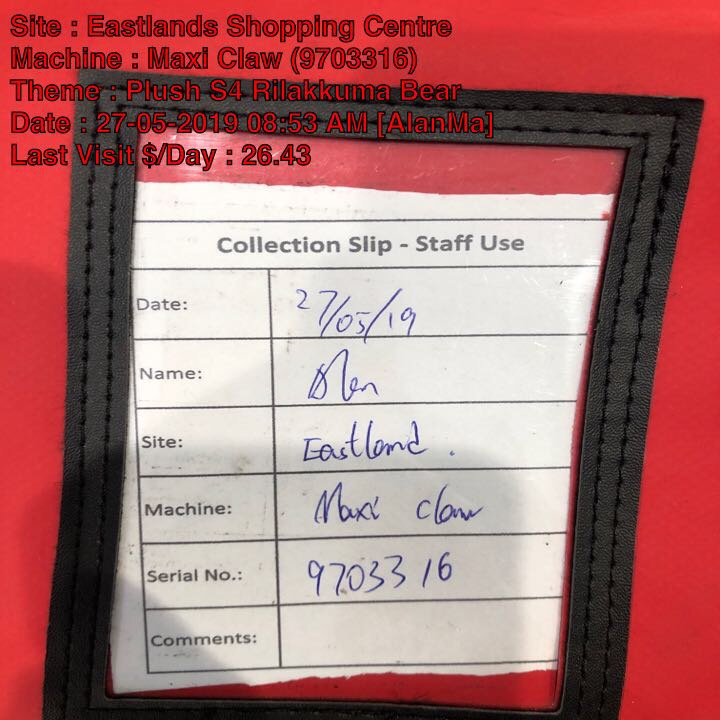 Site : Eastlands Shopping Centre
Machine : Maxi Claw (9703316)
Theme : Plush S4 Rilakkuma Bear
Date : 27-05-2019 08:53 AM [AlanMa]
Last Visit $/Day : 26.43
Collection Slip - Staff Use
Date: 27/05/19
Name: Alan
Site: Eastland.
Machine: Maxi Claw
Serial No.: 9703316
Comments: